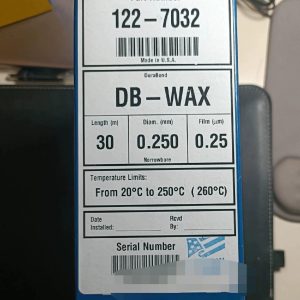 122-7032
Made in U.S.A.
DuraBond
DB-WAX
Length (m) Diam. (mm) Film (µm)
30 0.250 0.25
Narrowbore
Temperature Limits:
From 20°C to 250°C (260°C)
Date Rcvd
Installed: By:
Serial Number